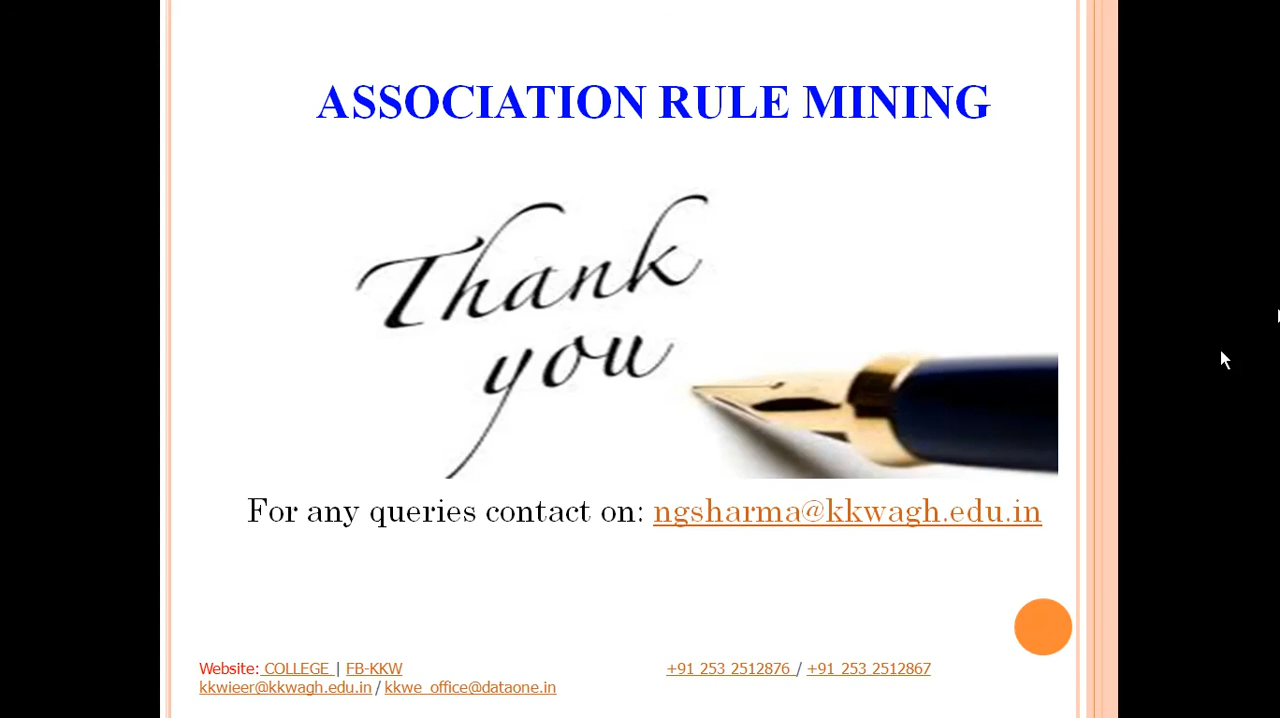 ASSOCIATION RULE MINING
Thank
you
For any queries contact on: ngsharma@kkwagh.edu.in
Website: COLLEGE | FB-KKW
+91 253 2512876 / +91 253 2512867
kkwieer@kkwagh.edu.in / kkwe_office@dataone.in